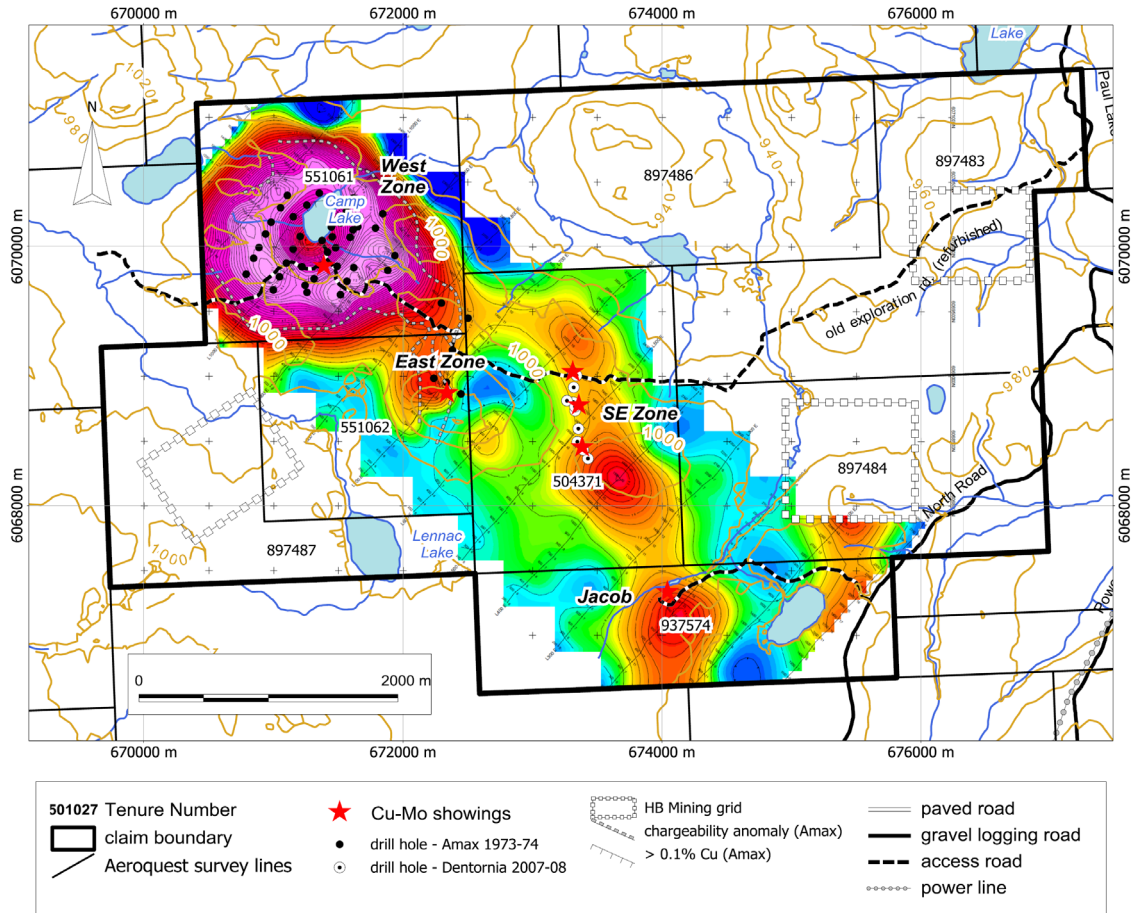 670000 m
672000 m
674000 m
676000 m
Lake
1020
980
N
940
Paul Lake
West
Zone
551061
897486
897483
Camp
Lake
940
960
1000
6070000 m
6070000 m
old exploration rd. (refurbished)
1000
1000
East Zone
980
SE Zone
551062
1000
504371
897484
North Road
6068000 m
6068000 m
1000
897487
Lennac
Lake
Jacob
937574
0
2000 m
670000 m
672000 m
674000 m
676000 m
501027 Tenure Number
claim boundary
Aeroquest survey lines
Cu-Mo showings
drill hole - Amax 1973-74
drill hole - Dentornia 2007-08
HB Mining grid
chargeability anomaly (Amax)
> 0.1% Cu (Amax)
paved road
gravel logging road
access road
power line